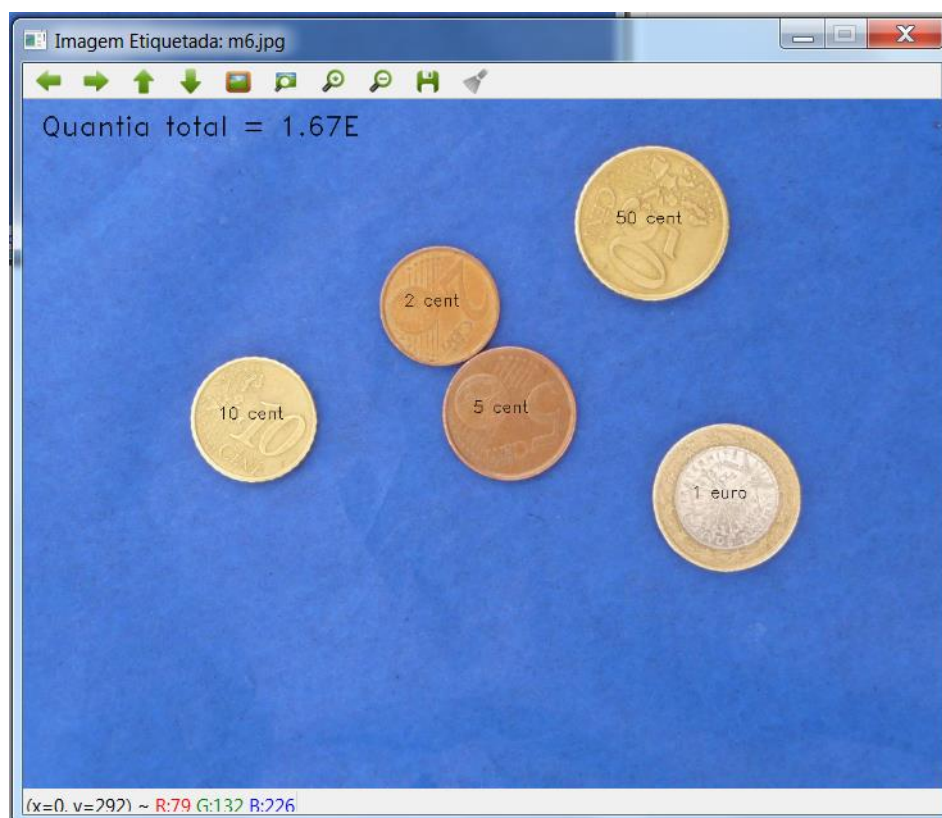 Imagem Etiquetada: m6.jpg
Quantia total = 1.67E
50 cent
2 cent
10 cent
5 cent
1 euro
(x=0, y=292) ~ R:79 G:132 B:226